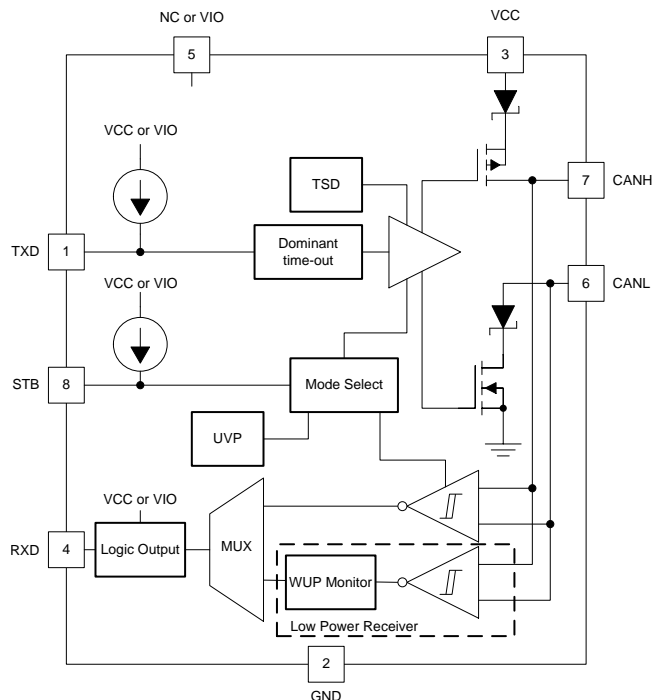 NC or VIO
VCC
5
3
VCC or VIO
TSD
7
CANH
TXD
1
Dominant
time-out
VCC or VIO
6
CANL
STB
8
Mode Select
UVP
VCC or VIO
RXD
4
Logic Output
MUX
WUP Monitor
Low Power Receiver
2
GND